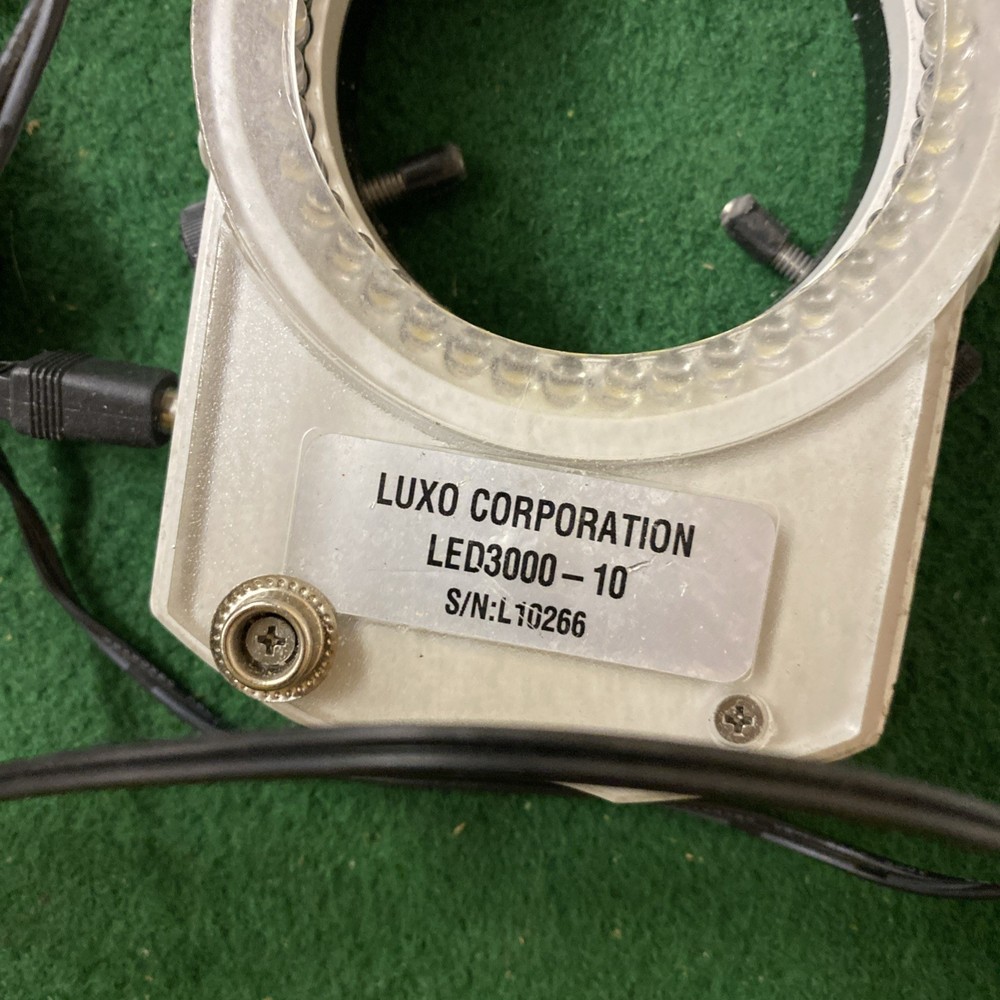 LUXO CORPORATION
LED3000–10
S/N:L10266